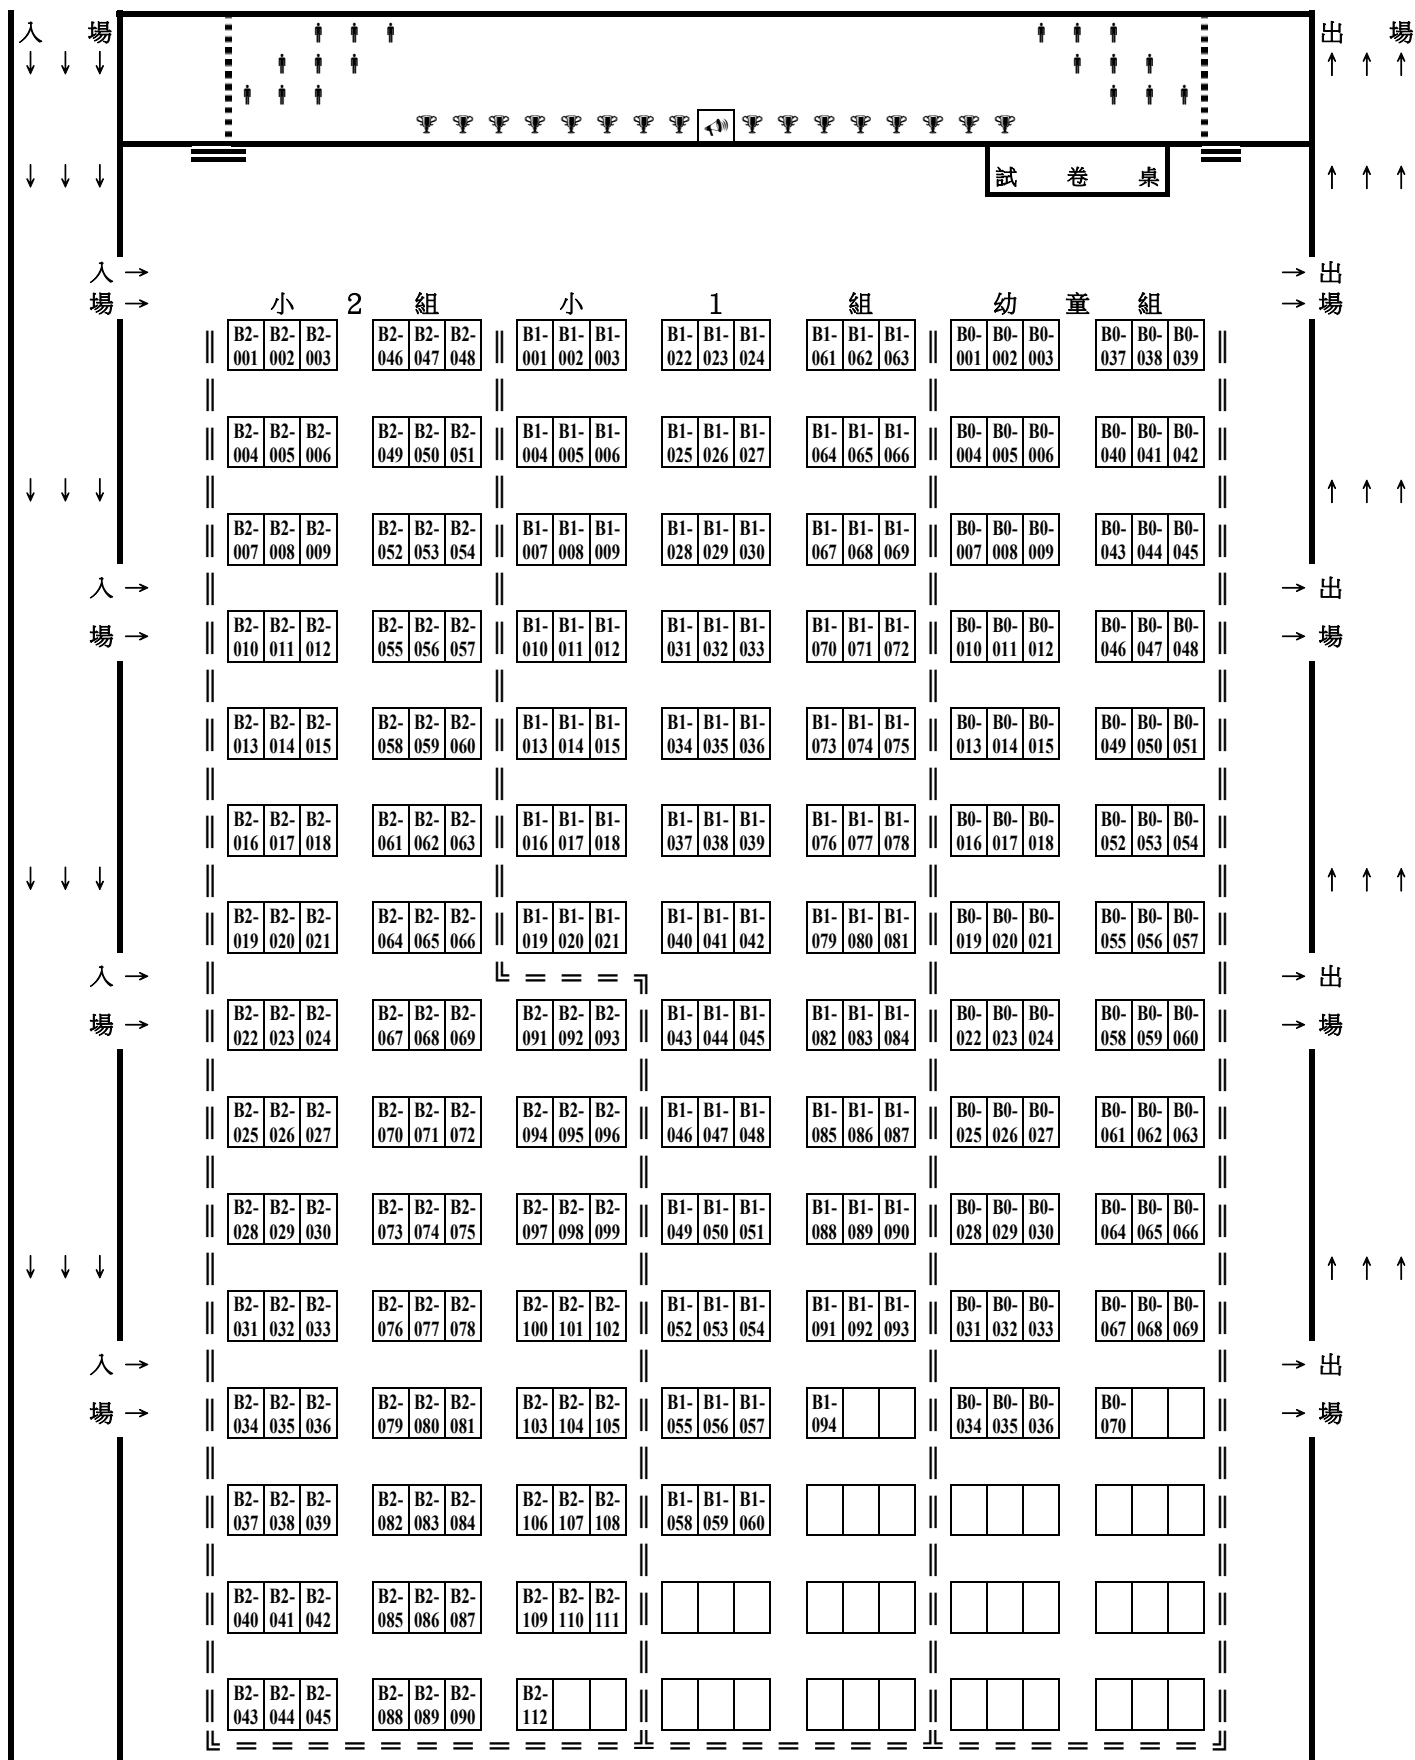 入 場 出 場
↓ ↓ ↓ ↑ ↑ ↑
↓ ↓ ↓ 試 卷 桌 ↑ ↑ ↑
入 → → 出
場 → 小 2 組 小 1 組 幼 童 組 → 場
B2-001 B2-002 B2-003 B2-046 B2-047 B2-048 B1-001 B1-002 B1-003 B1-022 B1-023 B1-024 B1-061 B1-062 B1-063 B0-001 B0-002 B0-003 B0-037 B0-038 B0-039
B2-004 B2-005 B2-006 B2-049 B2-050 B2-051 B1-004 B1-005 B1-006 B1-025 B1-026 B1-027 B1-064 B1-065 B1-066 B0-004 B0-005 B0-006 B0-040 B0-041 B0-042
↓ ↓ ↓ ↑ ↑ ↑
B2-007 B2-008 B2-009 B2-052 B2-053 B2-054 B1-007 B1-008 B1-009 B1-028 B1-029 B1-030 B1-067 B1-068 B1-069 B0-007 B0-008 B0-009 B0-043 B0-044 B0-045
入 → → 出
場 → B2-010 B2-011 B2-012 B2-055 B2-056 B2-057 B1-010 B1-011 B1-012 B1-031 B1-032 B1-033 B1-070 B1-071 B1-072 B0-010 B0-011 B0-012 B0-046 B0-047 B0-048 → 場
B2-013 B2-014 B2-015 B2-058 B2-059 B2-060 B1-013 B1-014 B1-015 B1-034 B1-035 B1-036 B1-073 B1-074 B1-075 B0-013 B0-014 B0-015 B0-049 B0-050 B0-051
B2-016 B2-017 B2-018 B2-061 B2-062 B2-063 B1-016 B1-017 B1-018 B1-037 B1-038 B1-039 B1-076 B1-077 B1-078 B0-016 B0-017 B0-018 B0-052 B0-053 B0-054
↓ ↓ ↓ ↑ ↑ ↑
B2-019 B2-020 B2-021 B2-064 B2-065 B2-066 B1-019 B1-020 B1-021 B1-040 B1-041 B1-042 B1-079 B1-080 B1-081 B0-019 B0-020 B0-021 B0-055 B0-056 B0-057
入 → → 出
場 → B2-022 B2-023 B2-024 B2-067 B2-068 B2-069 B2-091 B2-092 B2-093 B1-043 B1-044 B1-045 B1-082 B1-083 B1-084 B0-022 B0-023 B0-024 B0-058 B0-059 B0-060 → 場
B2-025 B2-026 B2-027 B2-070 B2-071 B2-072 B2-094 B2-095 B2-096 B1-046 B1-047 B1-048 B1-085 B1-086 B1-087 B0-025 B0-026 B0-027 B0-061 B0-062 B0-063
B2-028 B2-029 B2-030 B2-073 B2-074 B2-075 B2-097 B2-098 B2-099 B1-049 B1-050 B1-051 B1-088 B1-089 B1-090 B0-028 B0-029 B0-030 B0-064 B0-065 B0-066
↓ ↓ ↓ ↑ ↑ ↑
B2-031 B2-032 B2-033 B2-076 B2-077 B2-078 B2-100 B2-101 B2-102 B1-052 B1-053 B1-054 B1-091 B1-092 B1-093 B0-031 B0-032 B0-033 B0-067 B0-068 B0-069
入 → → 出
場 → B2-034 B2-035 B2-036 B2-079 B2-080 B2-081 B2-103 B2-104 B2-105 B1-055 B1-056 B1-057 B1-094 B0-034 B0-035 B0-036 B0-070 → 場
B2-037 B2-038 B2-039 B2-082 B2-083 B2-084 B2-106 B2-107 B2-108 B1-058 B1-059 B1-060
B2-040 B2-041 B2-042 B2-085 B2-086 B2-087 B2-109 B2-110 B2-111
B2-043 B2-044 B2-045 B2-088 B2-089 B2-090 B2-112